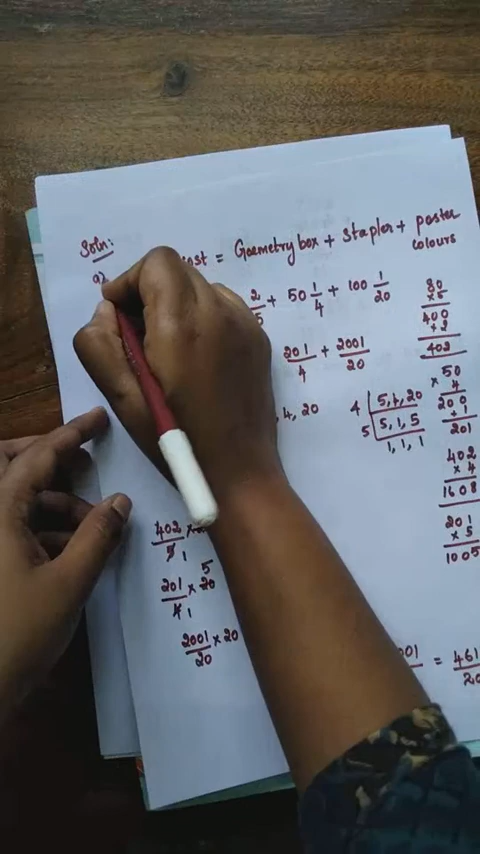 Soln:
a)
cost = Geometry box + Stapler + poster colours
2/5 + 50 1/4 + 100 1/20
201/4 + 2001/20
, 4, 20
4 | 5, 4, 20
5 | 5, 1, 5
1, 1, 1
402/5 ×
1
201/4 × 20
5
1
2001/20 × 20
001 = 461
20
80
× 5
400
+ 2
402
× 50
4
200
+ 1
201
402
× 4
1608
201
× 5
1005